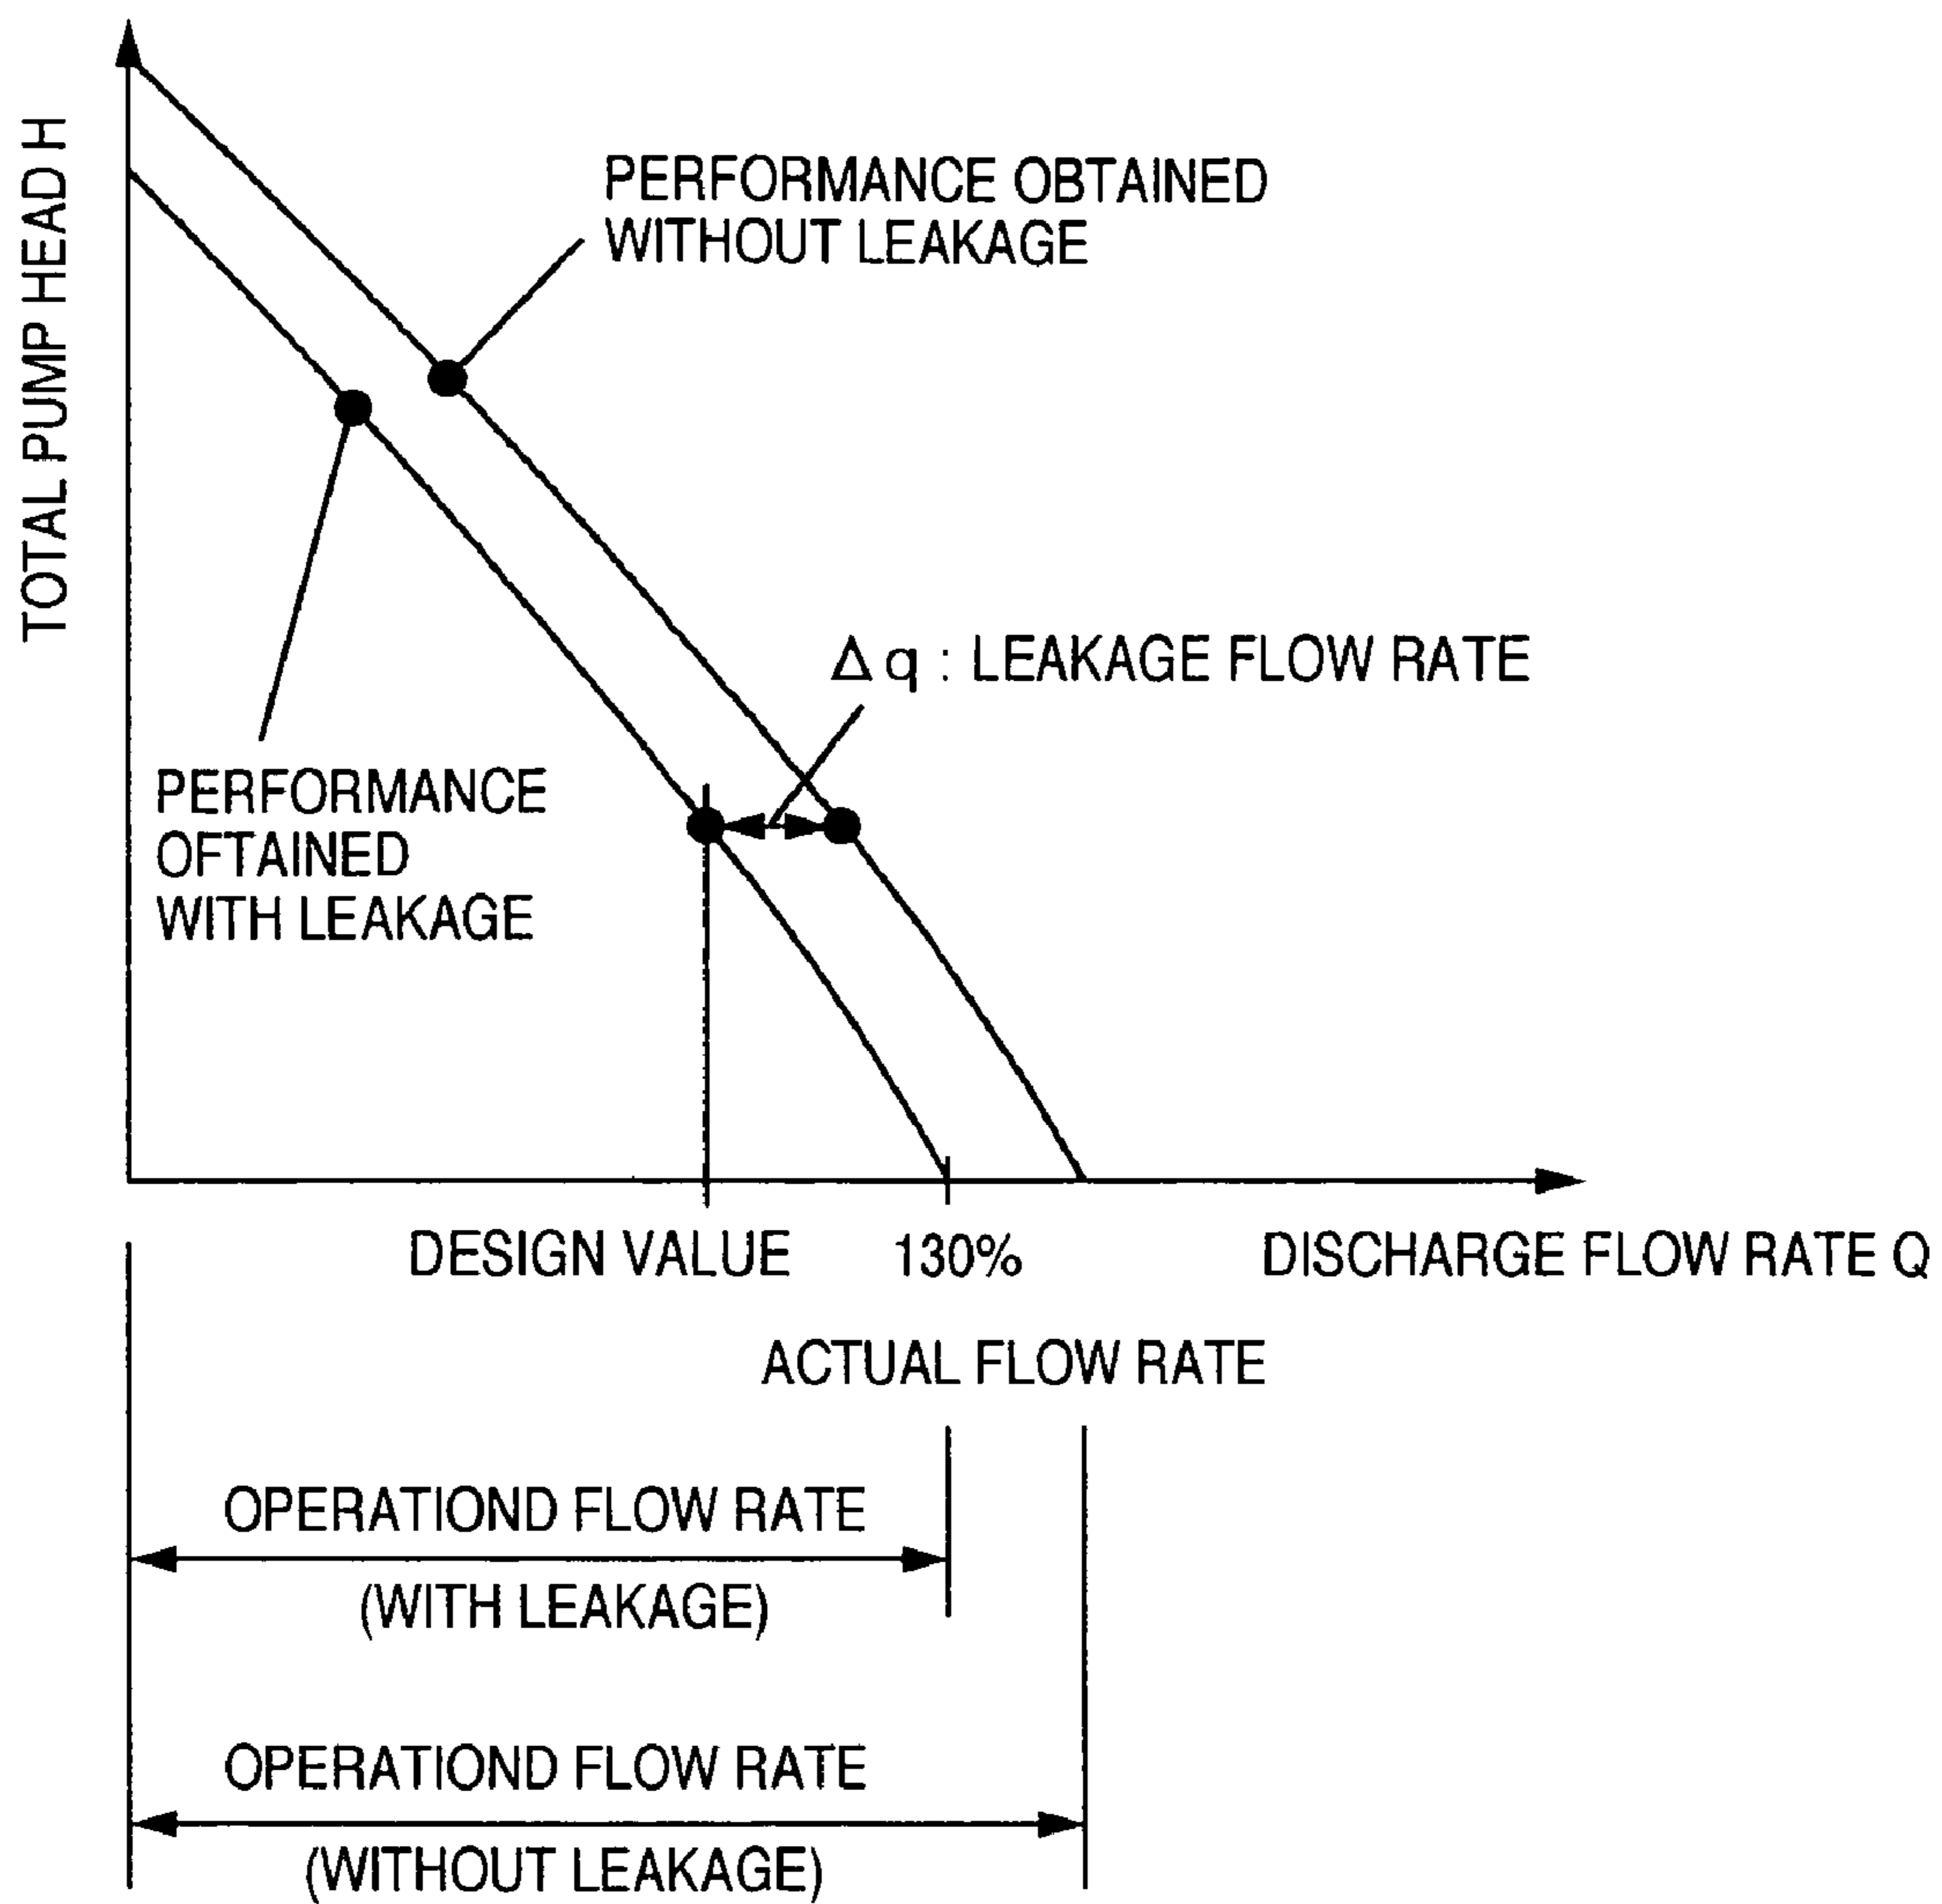 TOTAL PUMP HEAD H
PERFORMANCE OBTAINED
WITHOUT LEAKAGE
Δq : LEAKAGE FLOW RATE
PERFORMANCE
OFTAINED
WITH LEAKAGE
DESIGN VALUE
130%
DISCHARGE FLOW RATE Q
ACTUAL FLOW RATE
OPERATIOND FLOW RATE
(WITH LEAKAGE)
OPERATIOND FLOW RATE
(WITHOUT LEAKAGE)